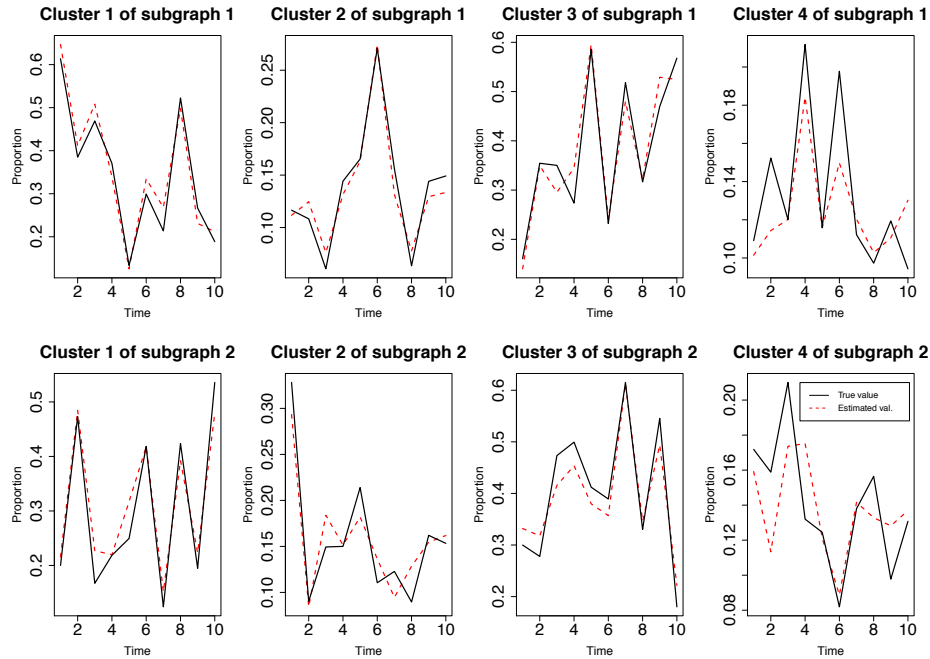 Cluster 1 of subgraph 1
Proportion
0.2 0.3 0.4 0.5 0.6
2 4 6 8 10
Time
Cluster 2 of subgraph 1
Proportion
0.10 0.15 0.20 0.25
2 4 6 8 10
Time
Cluster 3 of subgraph 1
Proportion
0.2 0.3 0.4 0.5 0.6
2 4 6 8 10
Time
Cluster 4 of subgraph 1
Proportion
0.10 0.14 0.18
2 4 6 8 10
Time
Cluster 1 of subgraph 2
Proportion
0.2 0.3 0.4 0.5
2 4 6 8 10
Time
Cluster 2 of subgraph 2
Proportion
0.10 0.15 0.20 0.25 0.30
2 4 6 8 10
Time
Cluster 3 of subgraph 2
Proportion
0.2 0.3 0.4 0.5 0.6
2 4 6 8 10
Time
Cluster 4 of subgraph 2
Proportion
0.08 0.12 0.16 0.20
True value
Estimated val.
2 4 6 8 10
Time